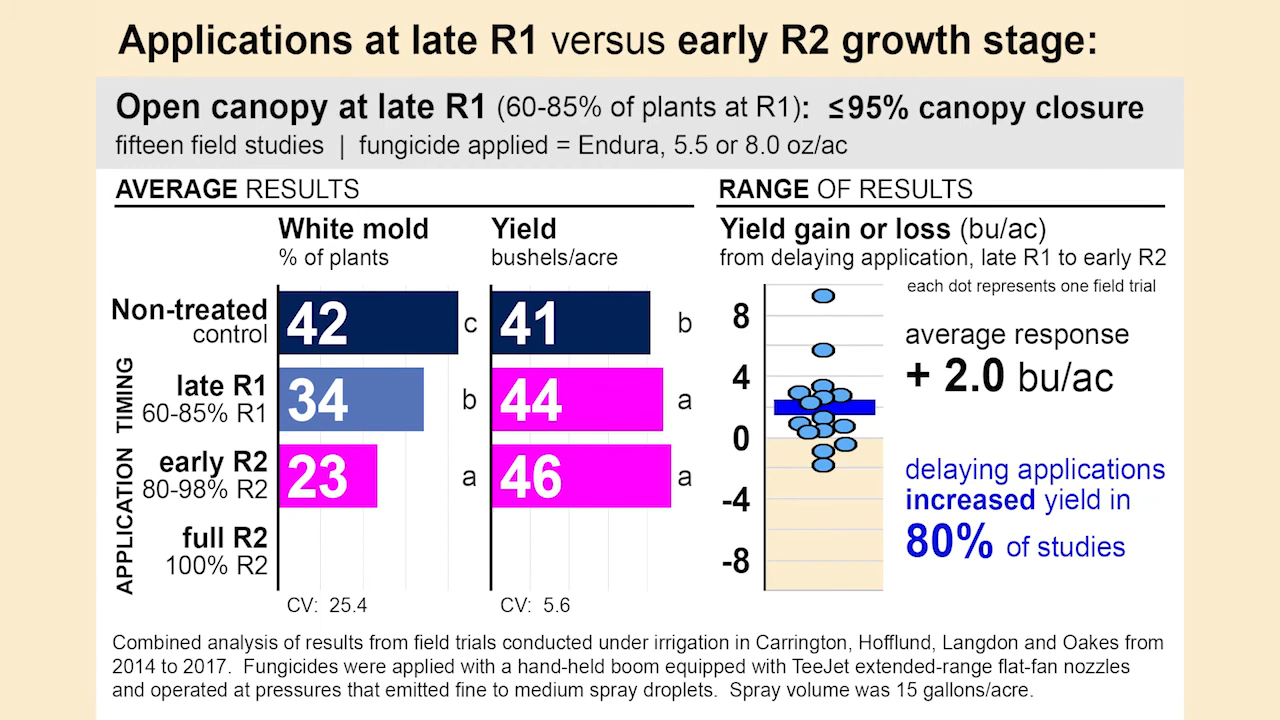 Applications at late R1 versus early R2 growth stage:
Open canopy at late R1 (60-85% of plants at R1): ≤95% canopy closure
fifteen field studies | fungicide applied = Endura, 5.5 or 8.0 oz/ac
AVERAGE RESULTS
White mold
% of plants
Yield
bushels/acre
APPLICATION TIMING
Non-treated
control
42
c
41
b
late R1
60-85% R1
34
b
44
a
early R2
80-98% R2
23
a
46
a
full R2
100% R2
CV: 25.4
CV: 5.6
RANGE OF RESULTS
Yield gain or loss (bu/ac)
from delaying application, late R1 to early R2
each dot represents one field trial
8
4
0
-4
-8
average response
+ 2.0 bu/ac
delaying applications
increased yield in
80% of studies
Combined analysis of results from field trials conducted under irrigation in Carrington, Hofflund, Langdon and Oakes from
2014 to 2017. Fungicides were applied with a hand-held boom equipped with TeeJet extended-range flat-fan nozzles
and operated at pressures that emitted fine to medium spray droplets. Spray volume was 15 gallons/acre.